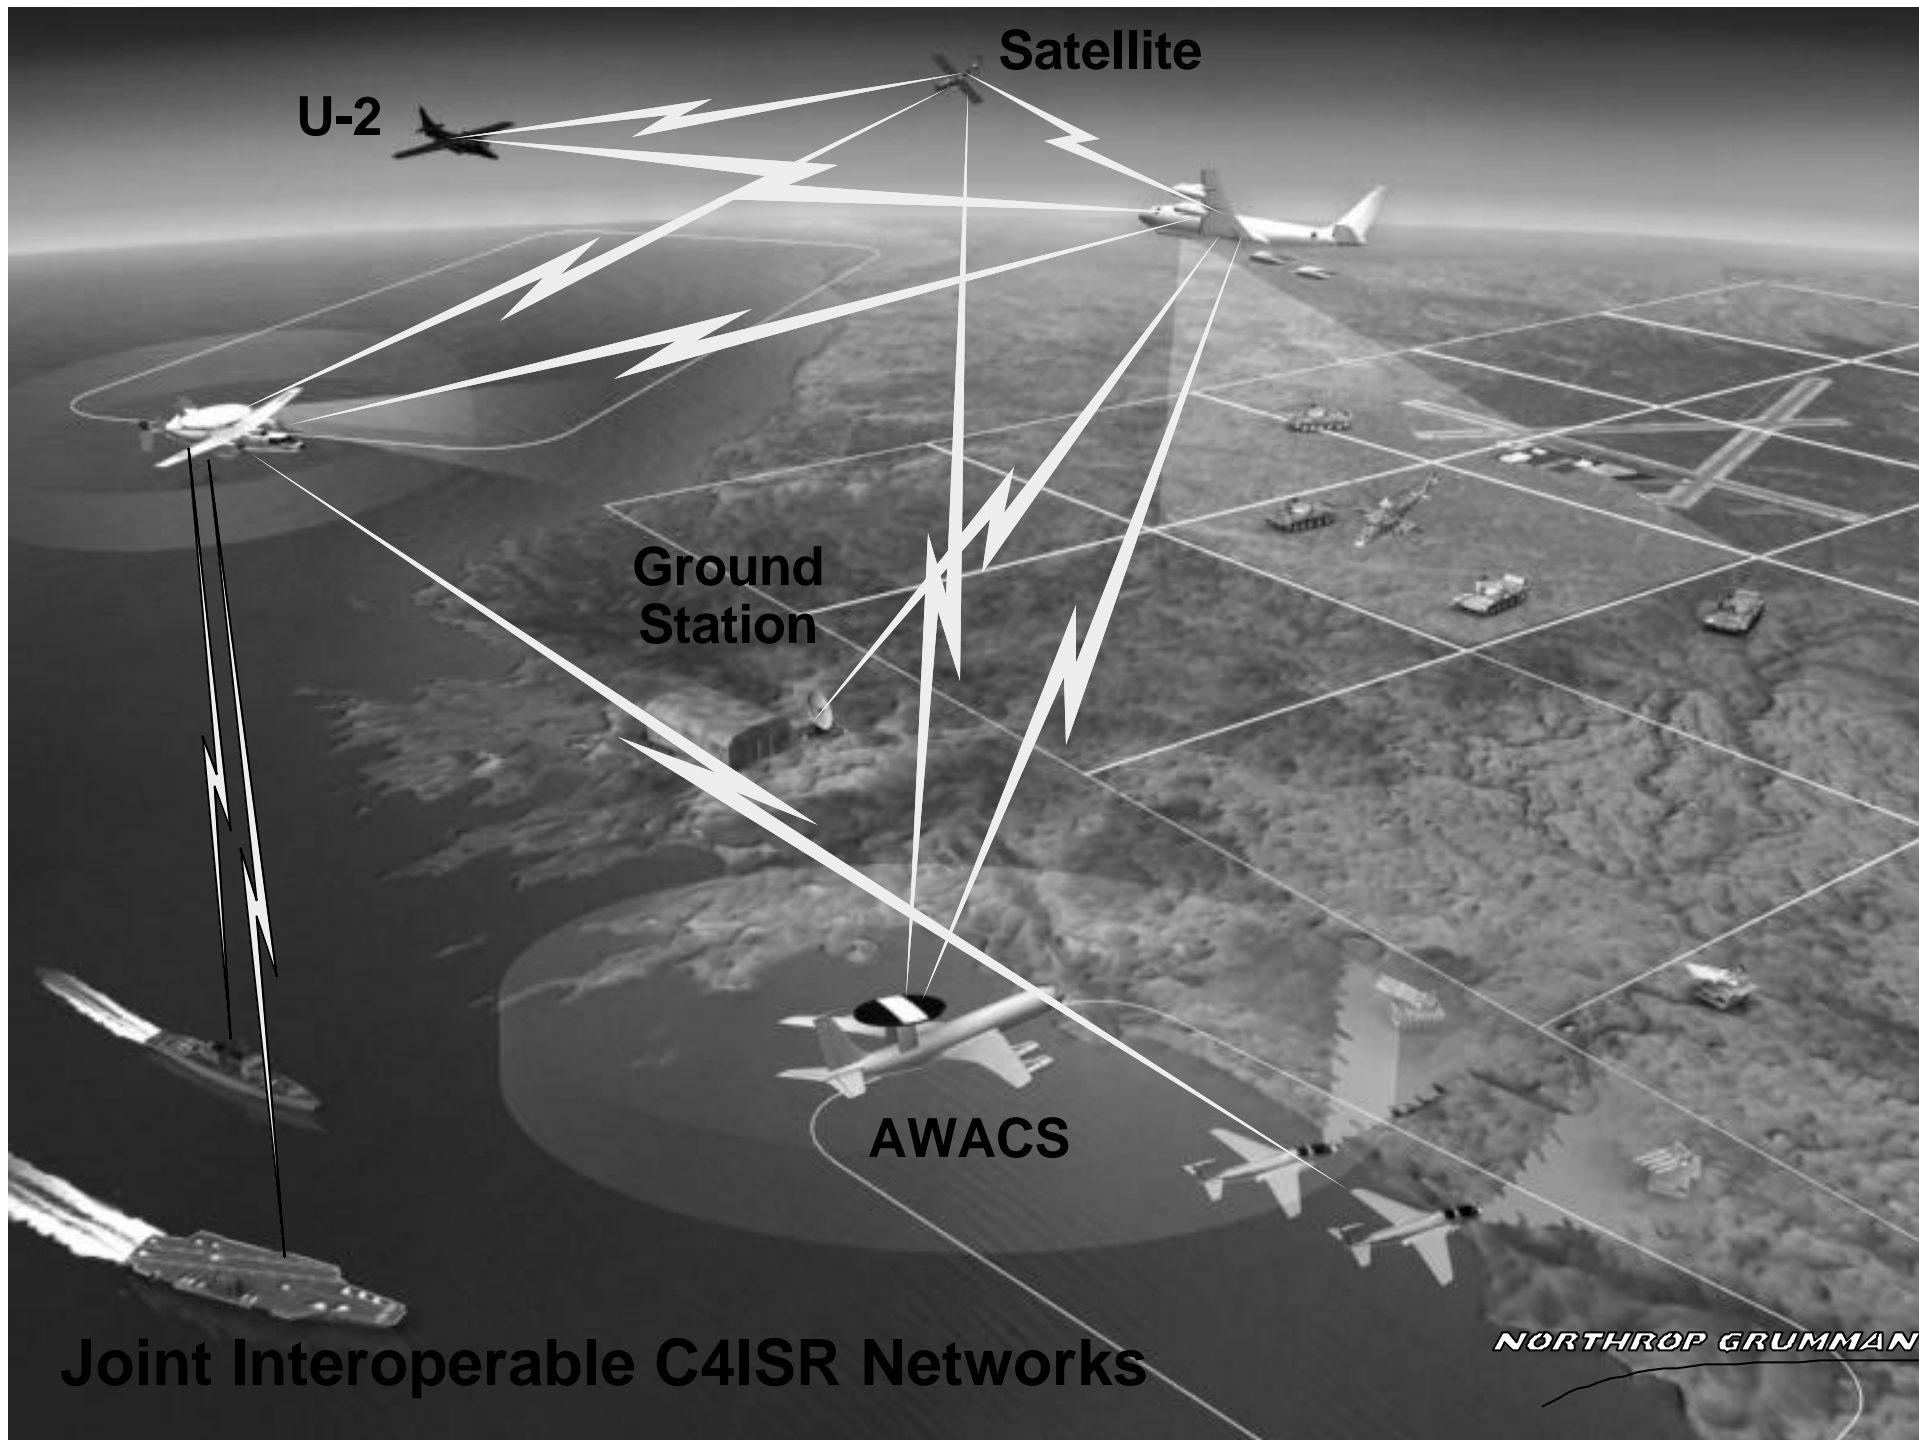 Satellite
U-2
Ground
Station
AWACS
Joint Interoperable C4ISR Networks
NORTHROP GRUMMAN